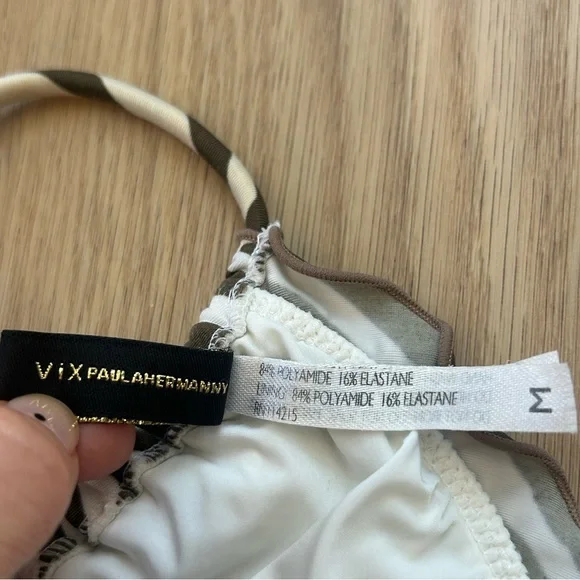 ViX PAULAHERMANNY
84% POLYAMIDE 16% ELASTANE
LINING: 84% POLYAMIDE 16% ELASTANE
M